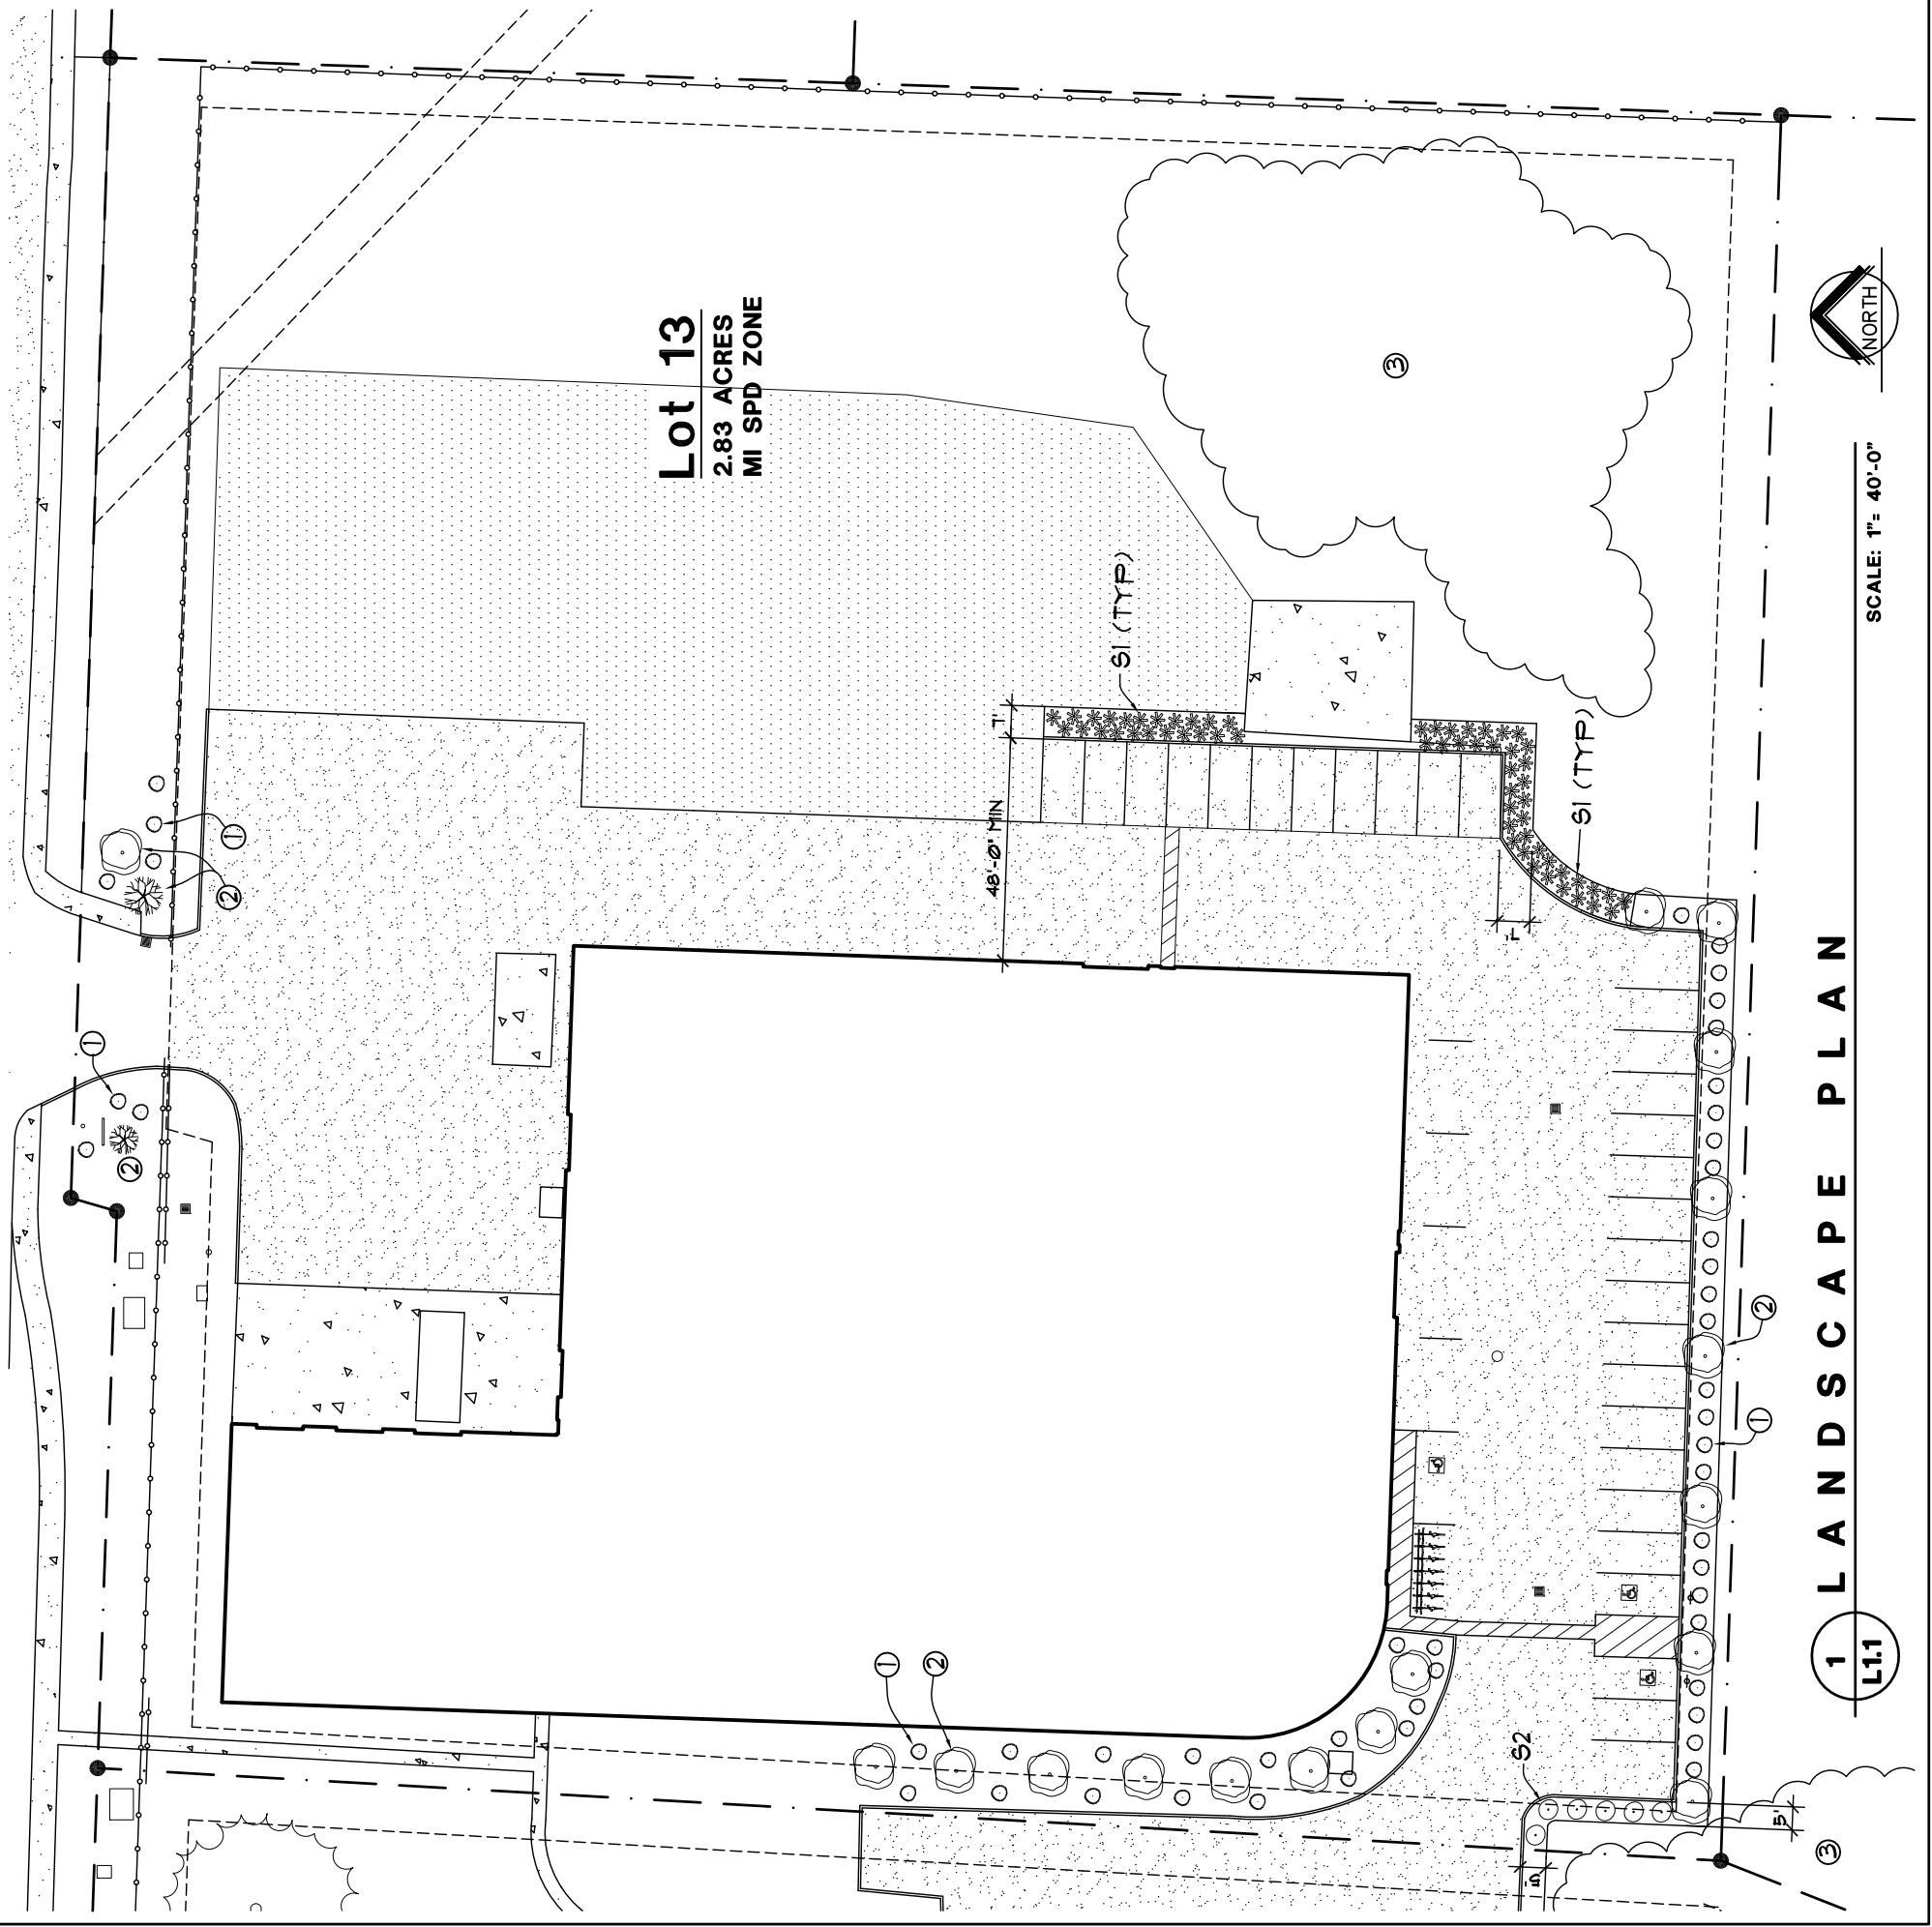 Lot 13
2.83 ACRES
MI SPD ZONE
S1 (TYP)
7'
48'-0" MIN
S1 (TYP)
7'
1
2
1
2
3
1
2
2
1
S2
5'
5'
3
NORTH
1
L1.1
LANDSCAPE PLAN
SCALE: 1"= 40'-0"